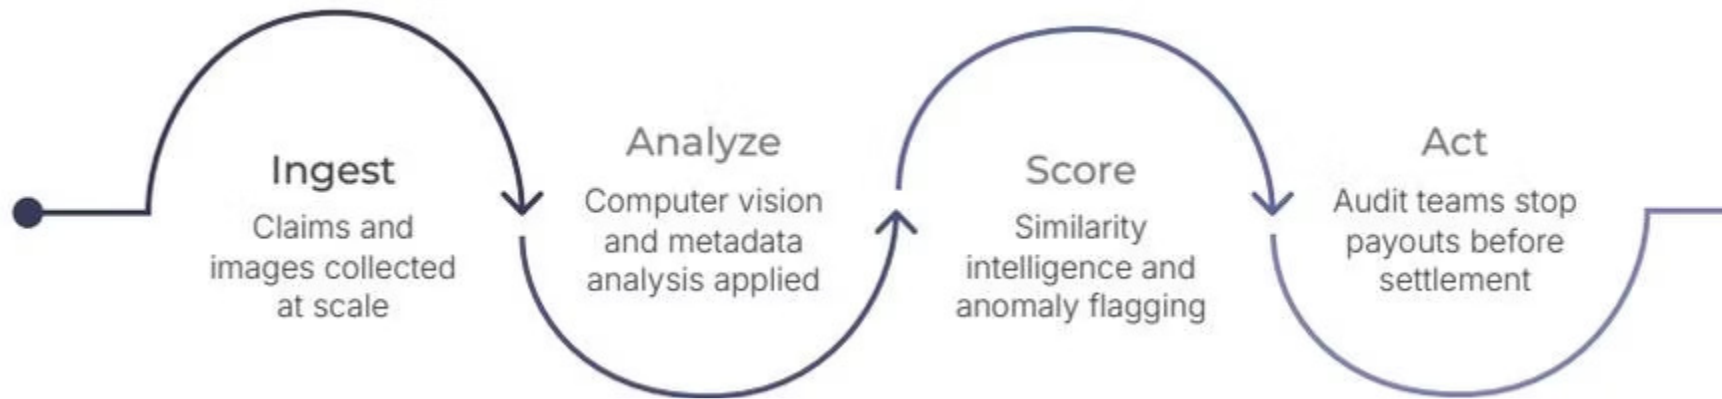 Ingest
Claims and
images collected
at scale
Analyze
Computer vision
and metadata
analysis applied
Score
Similarity
intelligence and
anomaly flagging
Act
Audit teams stop
payouts before
settlement